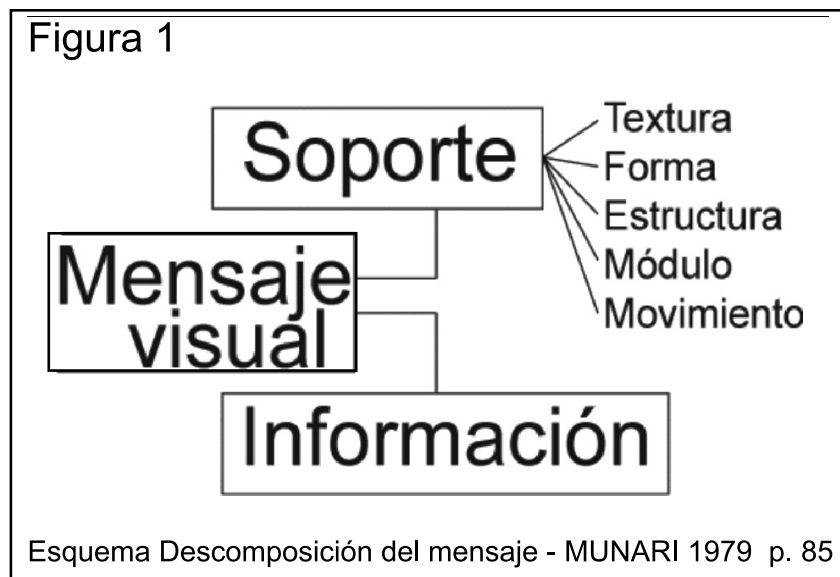 Figura 1
Soporte
Textura
Forma
Estructura
Módulo
Movimiento
Mensaje
visual
Información
Esquema Descomposición del mensaje - MUNARI 1979 p. 85